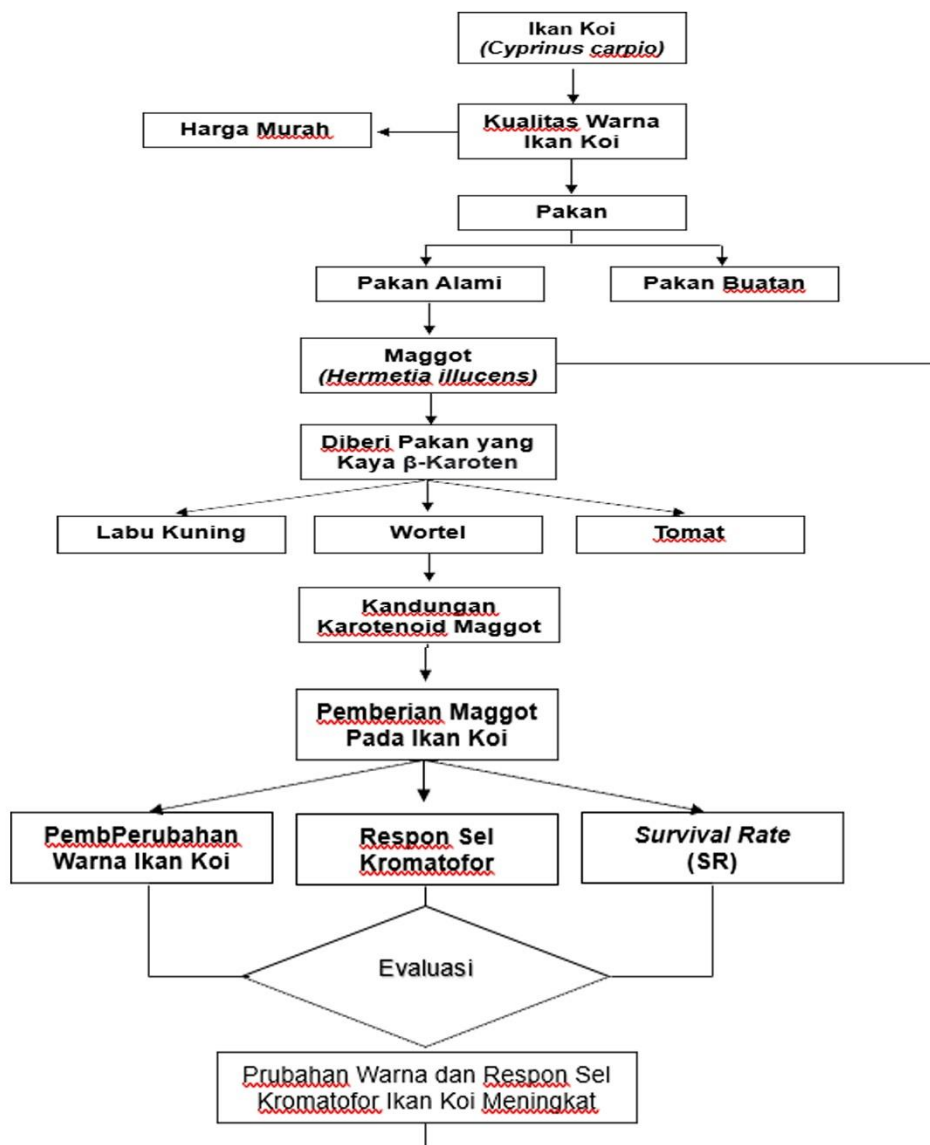 Ikan Koi
(Cyprinus carpio)
Harga Murah
Kualitas Warna
Ikan Koi
Pakan
Pakan Alami
Pakan Buatan
Maggot
(Hermetia illucens)
Diberi Pakan yang
Kaya β-Karoten
Labu Kuning
Wortel
Tomat
Kandungan
Karotenoid Maggot
Pemberian Maggot
Pada Ikan Koi
PembPerubahan
Warna Ikan Koi
Respon Sel
Kromatofor
Survival Rate
(SR)
Evaluasi
Prubahan Warna dan Respon Sel
Kromatofor Ikan Koi Meningkat